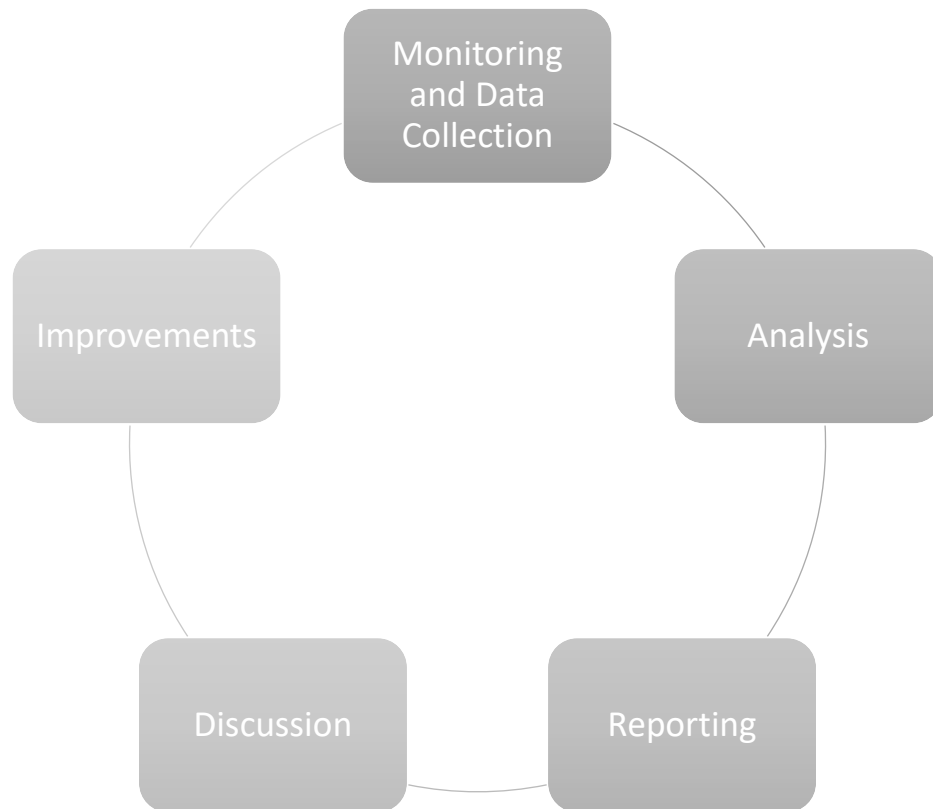 Monitoring
and Data
Collection
Analysis
Reporting
Discussion
Improvements